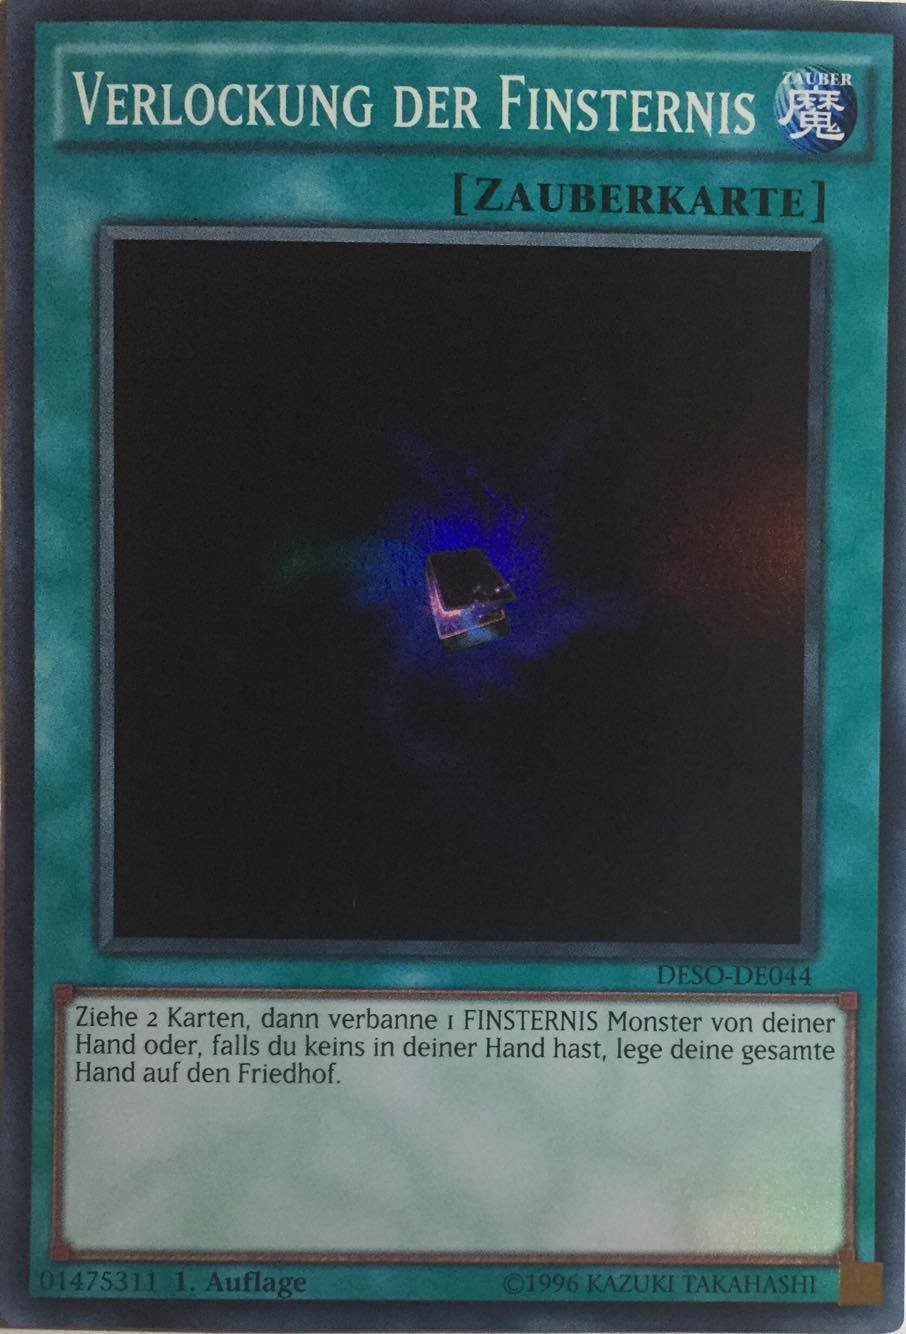 VERLOCKUNG DER FINSTERNIS
ZAUBER
魔
[ZAUBERKARTE]
DESO-DE044
Ziehe 2 Karten, dann verbanne 1 FINSTERNIS Monster von deiner
Hand oder, falls du keins in deiner Hand hast, lege deine gesamte
Hand auf den Friedhof.
01475311 1. Auflage
©1996 KAZUKI TAKAHASHI